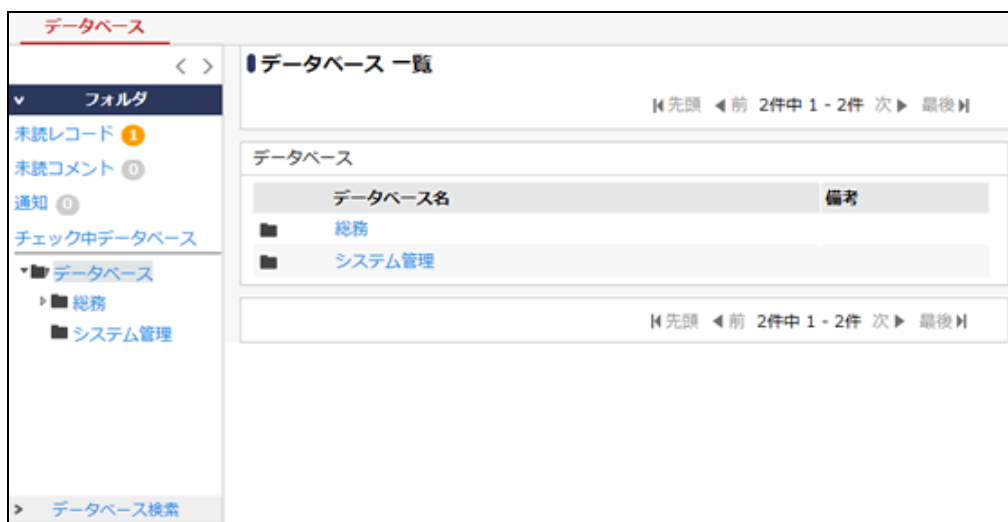 データベース
フォルダ
未読レコード 1
未読コメント 0
通知 0
チェック中データベース
データベース
総務
システム管理
データベース検索
データベース 一覧
先頭 前 2件中 1 - 2件 次 最後
データベース
データベース名 備考
総務
システム管理
先頭 前 2件中 1 - 2件 次 最後